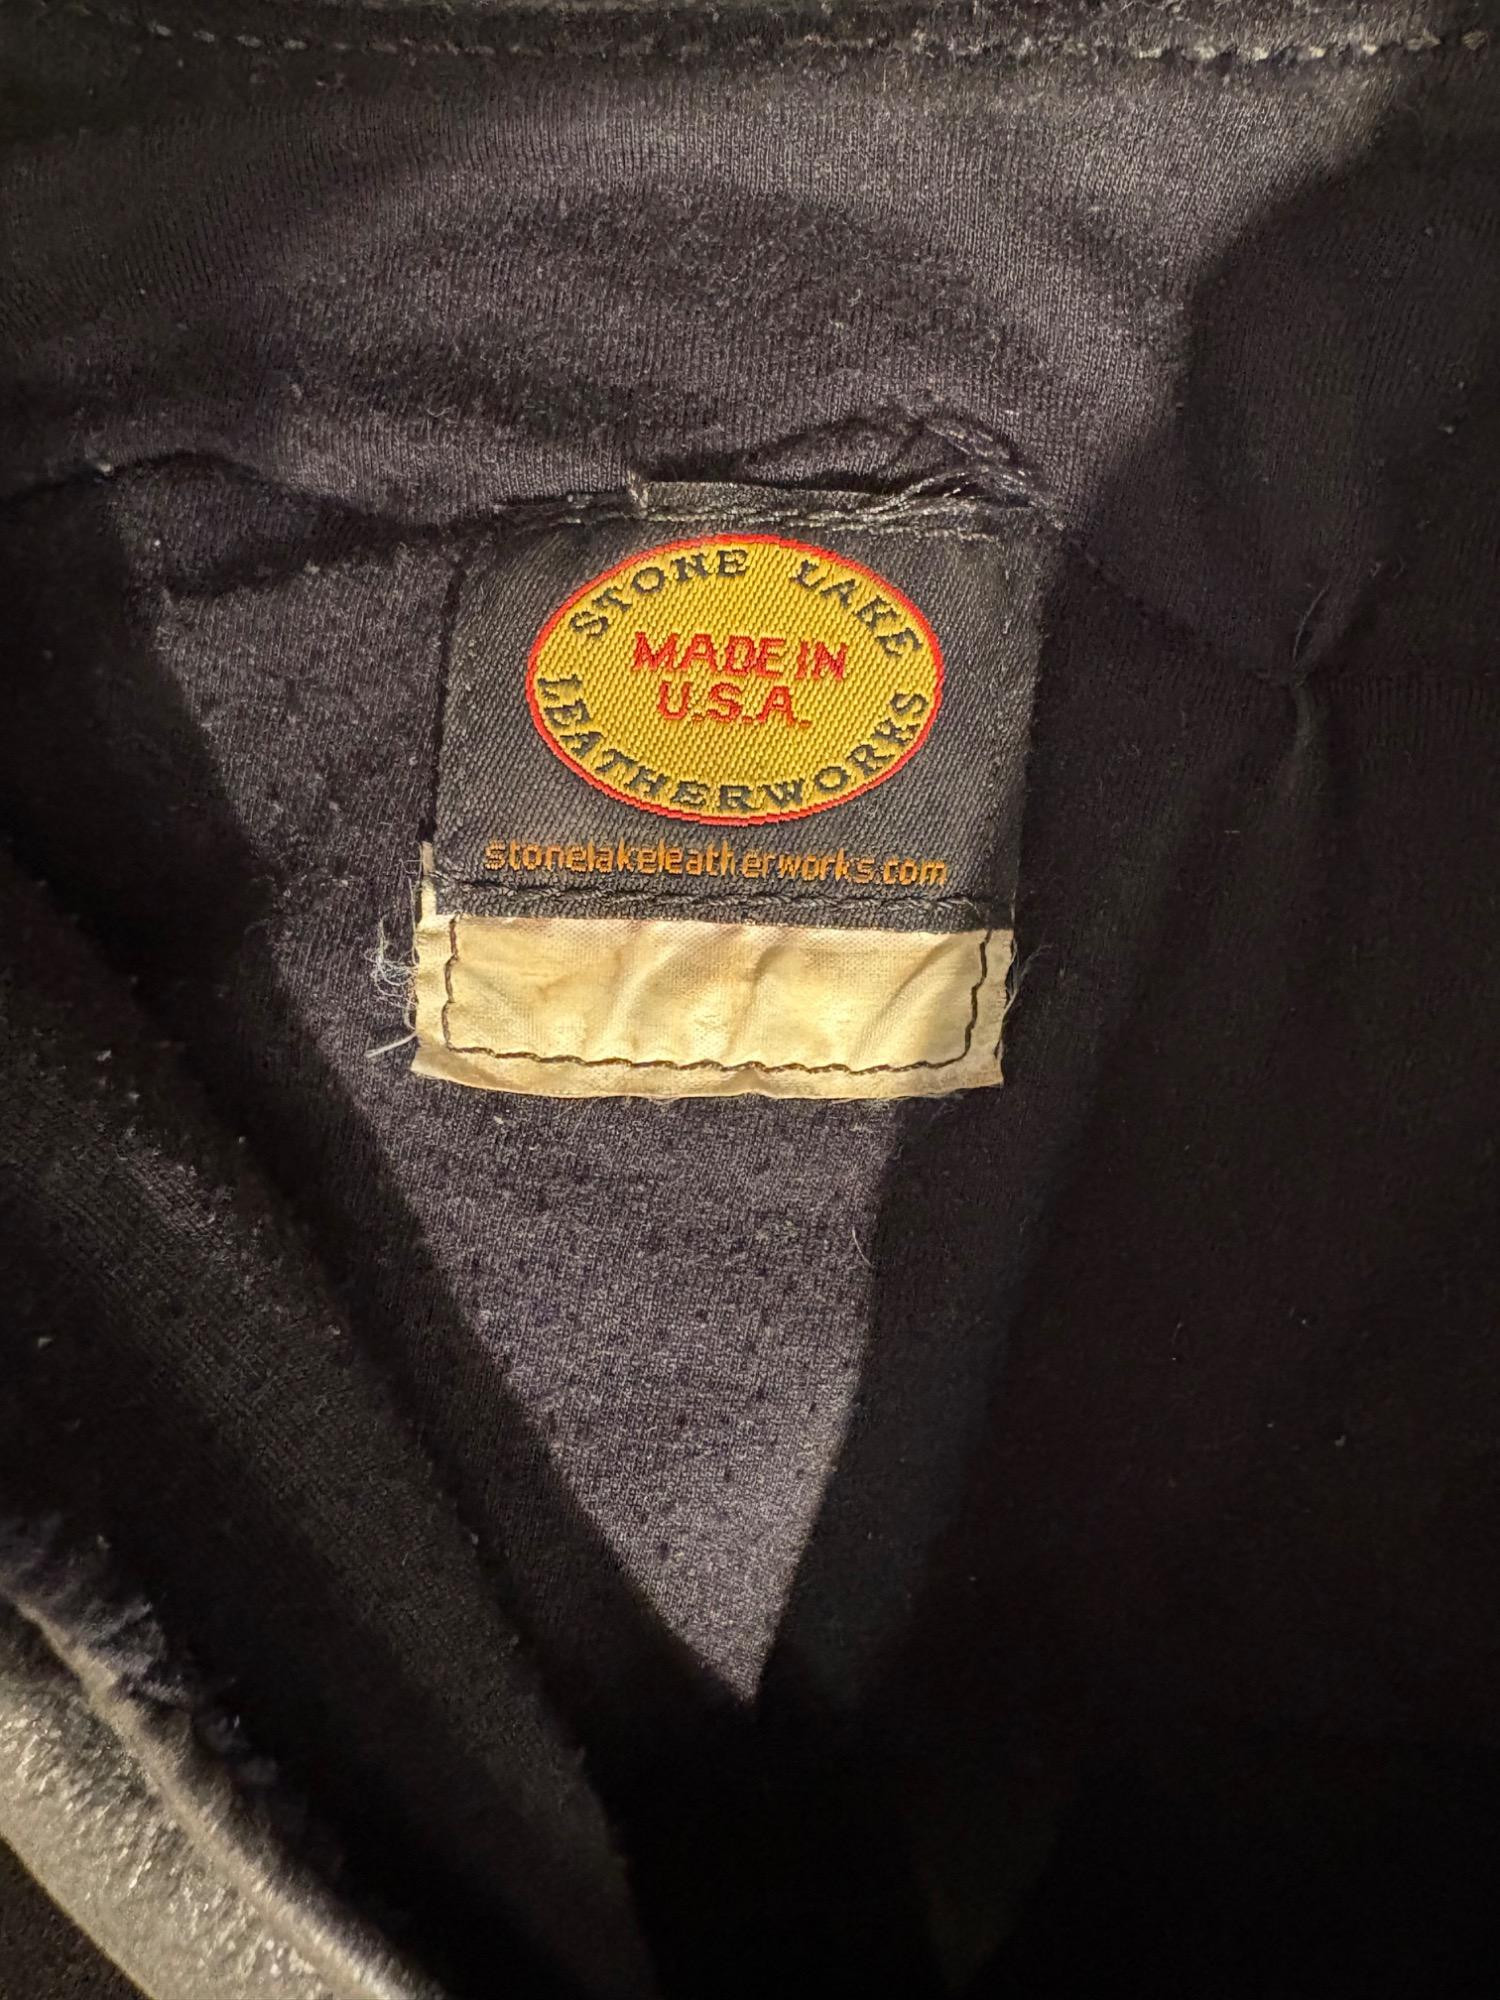 STONE LAKE
MADE IN
U.S.A.
LEATHERWORKS
stonelakeleatherworks.com